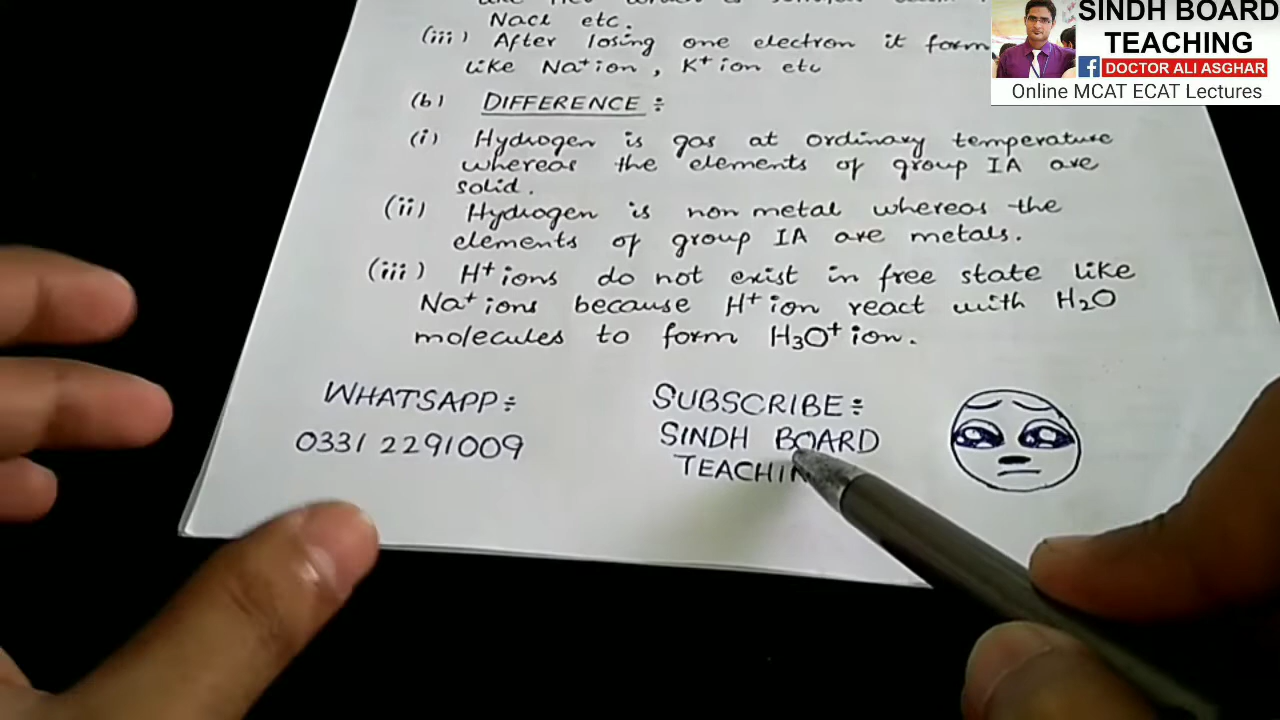 NaCl etc.
(iii) After losing one electron it form
like Na+ion, K+ ion etc
(b) DIFFERENCE :
(i) Hydrogen is gas at ordinary temperature
whereas the elements of group IA are
solid.
(ii) Hydrogen is non metal whereas the
elements of group IA are metals.
(iii) H+ ions do not exist in free state like
Na+ ions because H+ ion react with H2O
molecules to form H3O+ ion.
WHATSAPP:
0331 2291009
SUBSCRIBE:
SINDH BOARD
TEACHIN
SINDH BOARD
TEACHING
f DOCTOR ALI ASGHAR
Online MCAT ECAT Lectures